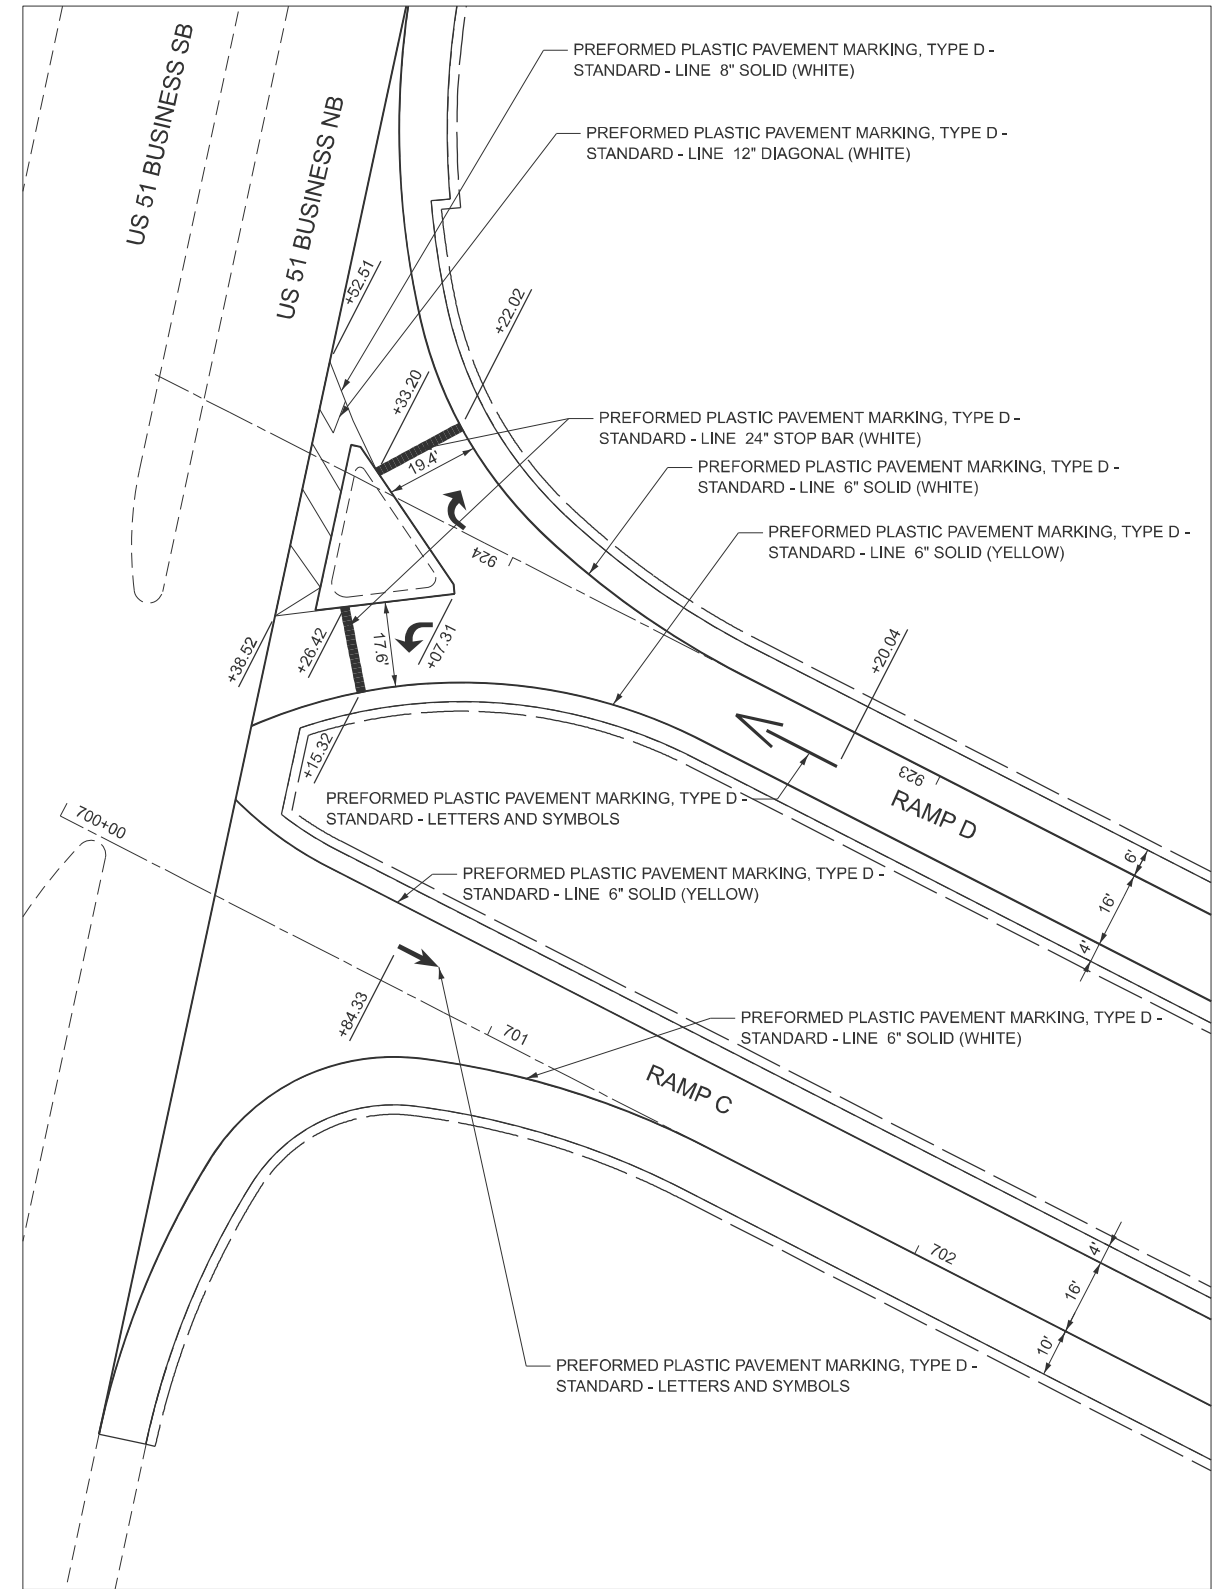 US 51 BUSINESS SB
US 51 BUSINESS NB
PREFORMED PLASTIC PAVEMENT MARKING, TYPE D -
STANDARD - LINE 8" SOLID (WHITE)
PREFORMED PLASTIC PAVEMENT MARKING, TYPE D -
STANDARD - LINE 12" DIAGONAL (WHITE)
+52.51
+22.02
+33.20
PREFORMED PLASTIC PAVEMENT MARKING, TYPE D -
STANDARD - LINE 24" STOP BAR (WHITE)
19.4'
PREFORMED PLASTIC PAVEMENT MARKING, TYPE D -
STANDARD - LINE 6" SOLID (WHITE)
924
PREFORMED PLASTIC PAVEMENT MARKING, TYPE D -
STANDARD - LINE 6" SOLID (YELLOW)
+38.52
+26.42
17.6'
+07.31
+20.04
+15.32
923
RAMP D
PREFORMED PLASTIC PAVEMENT MARKING, TYPE D -
STANDARD - LETTERS AND SYMBOLS
700+00
6'
16'
4'
PREFORMED PLASTIC PAVEMENT MARKING, TYPE D -
STANDARD - LINE 6" SOLID (YELLOW)
+84.33
701
PREFORMED PLASTIC PAVEMENT MARKING, TYPE D -
STANDARD - LINE 6" SOLID (WHITE)
RAMP C
702
4'
16'
10'
PREFORMED PLASTIC PAVEMENT MARKING, TYPE D -
STANDARD - LETTERS AND SYMBOLS